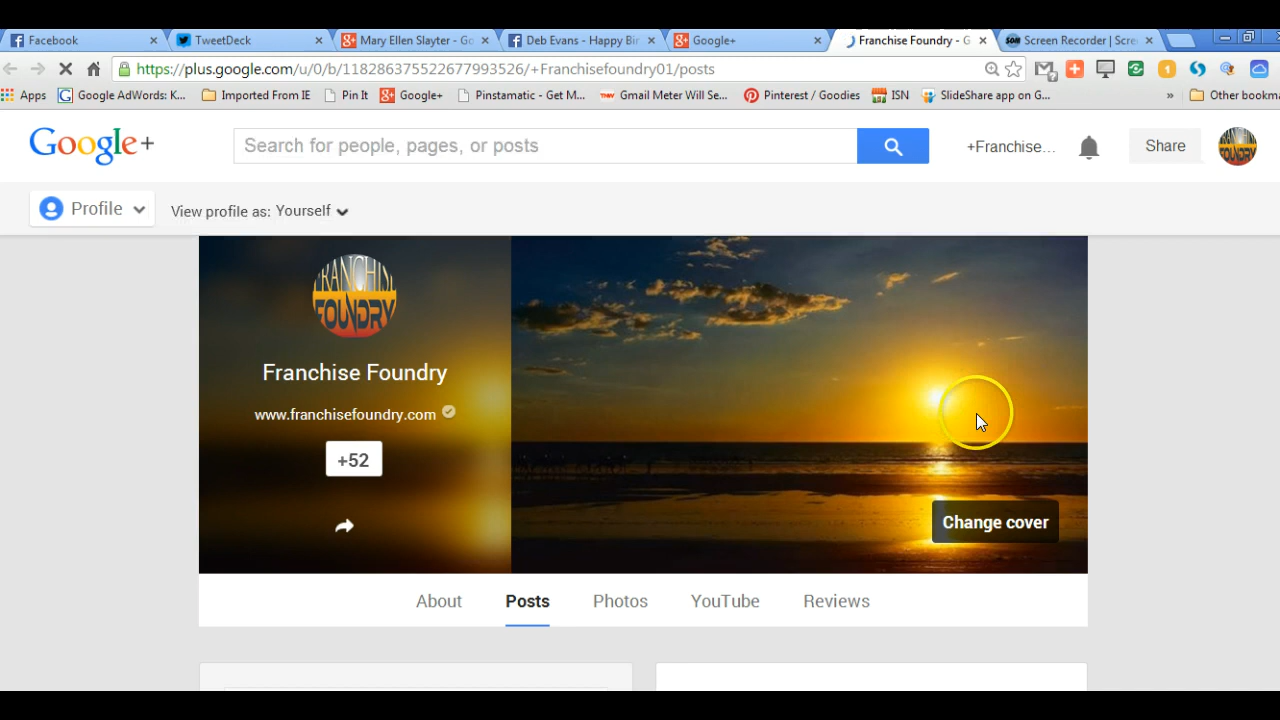 Facebook
TweetDeck
Mary Ellen Slayter - Go
Deb Evans - Happy Bir
Google+
Franchise Foundry - G
Screen Recorder | Scre
https://plus.google.com/u/0/b/118286375522677993526/+Franchisefoundry01/posts
Apps
Google AdWords: K...
Imported From IE
Pin It
Google+
Pinstamatic - Get M...
Gmail Meter Will Se...
Pinterest / Goodies
ISN
SlideShare app on G...
»
Other bookma
Google+
Search for people, pages, or posts
+Franchise...
Share
Profile
View profile as: Yourself
FRANCHISE
FOUNDRY
Franchise Foundry
www.franchisefoundry.com
+52
Change cover
About
Posts
Photos
YouTube
Reviews